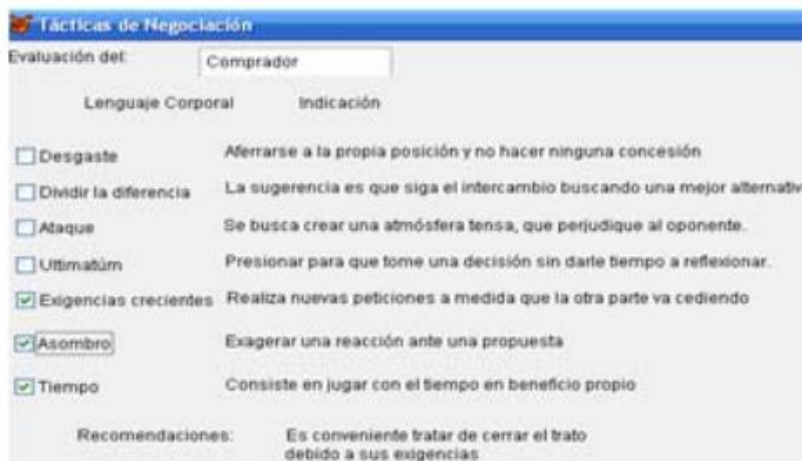 Tácticas de Negociación
Evaluación del: Comprador
Lenguaje Corporal Indicación
Desgaste Aferrarse a la propia posición y no hacer ninguna concesión
Dividir la diferencia La sugerencia es que siga el intercambio buscando una mejor alternativ
Ataque Se busca crear una atmósfera tensa, que perjudique al oponente.
Ultimatúm Presionar para que tome una decisión sin darle tiempo a reflexionar.
Exigencias crecientes Realiza nuevas peticiones a medida que la otra parte va cediendo
Asombro Exagerar una reacción ante una propuesta
Tiempo Consiste en jugar con el tiempo en beneficio propio
Recomendaciones: Es conveniente tratar de cerrar el trato
debido a sus exigencias